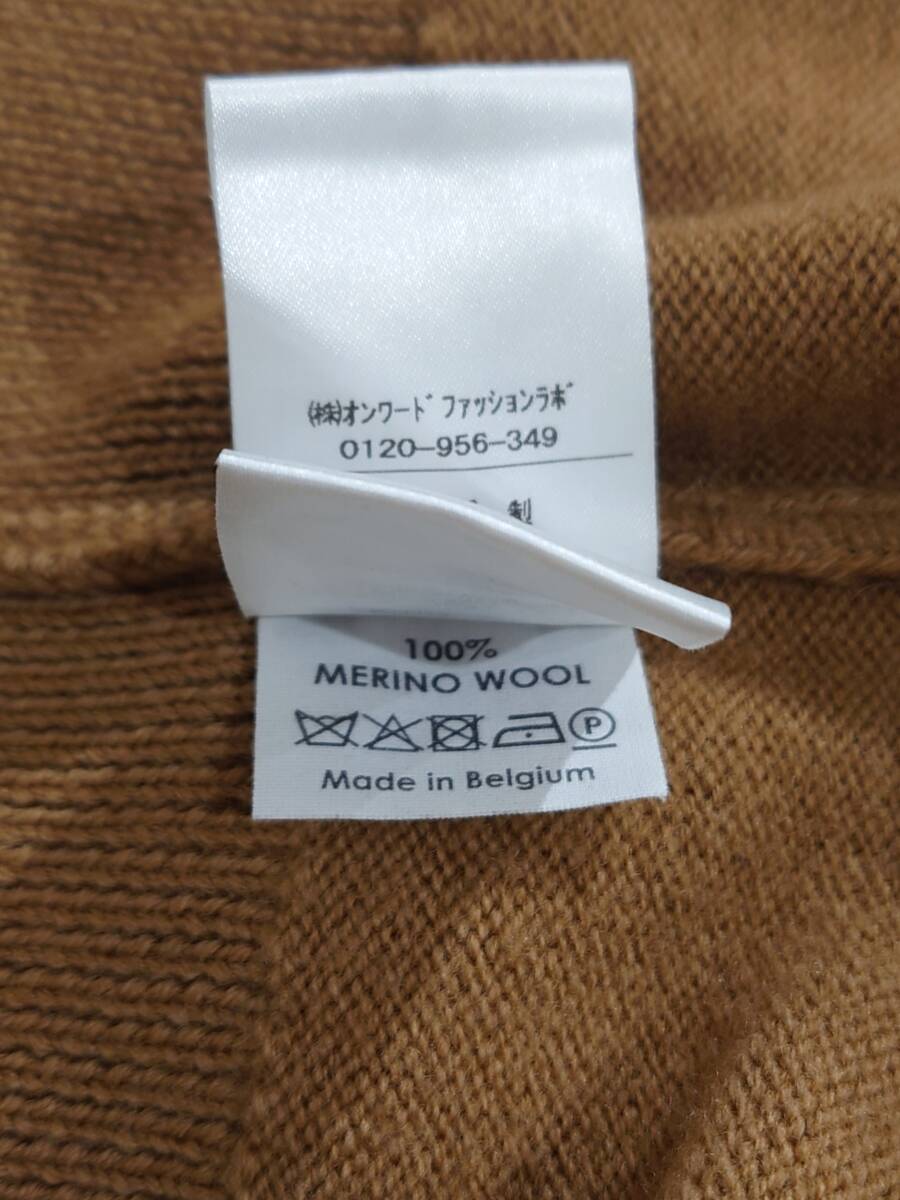 (株)オンワード ファッションラボ
0120-956-349
製
100%
MERINO WOOL
P
Made in Belgium